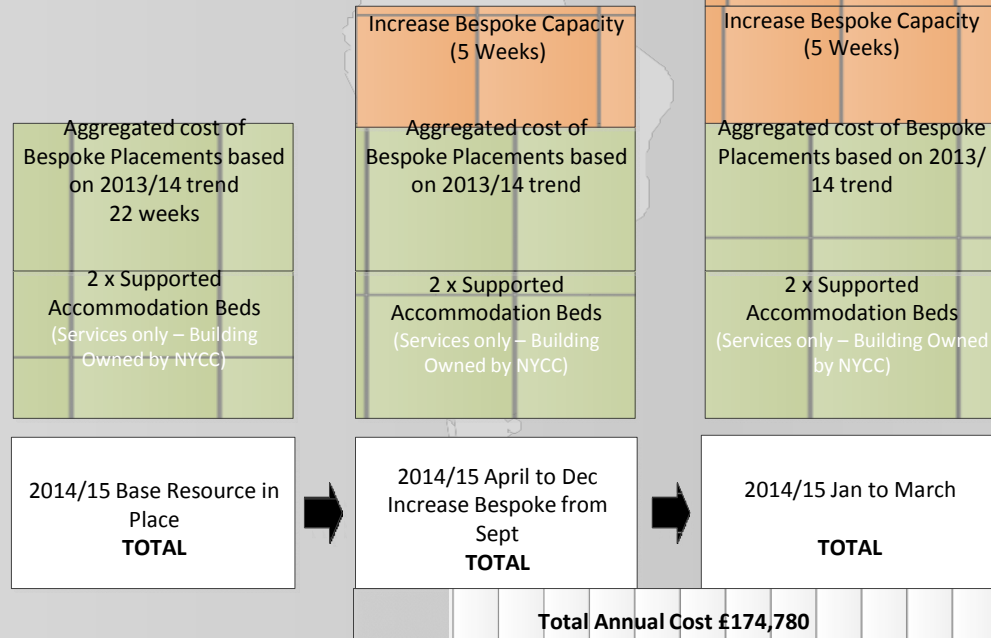 Increase Bespoke Capacity
(5 Weeks)
Increase Bespoke Capacity
(5 Weeks)
Aggregated cost of
Bespoke Placements based
on 2013/14 trend
22 weeks
Aggregated cost of
Bespoke Placements based
on 2013/14 trend
Aggregated cost of Bespoke
Placements based on 2013/
14 trend
2 x Supported
Accommodation Beds
(Services only – Building
Owned by NYCC)
2 x Supported
Accommodation Beds
(Services only – Building
Owned by NYCC)
2 x Supported
Accommodation Beds
(Services only – Building Owned
by NYCC)
2014/15 Base Resource in
Place
TOTAL
2014/15 April to Dec
Increase Bespoke from
Sept
TOTAL
2014/15 Jan to March
TOTAL
Total Annual Cost £174,780